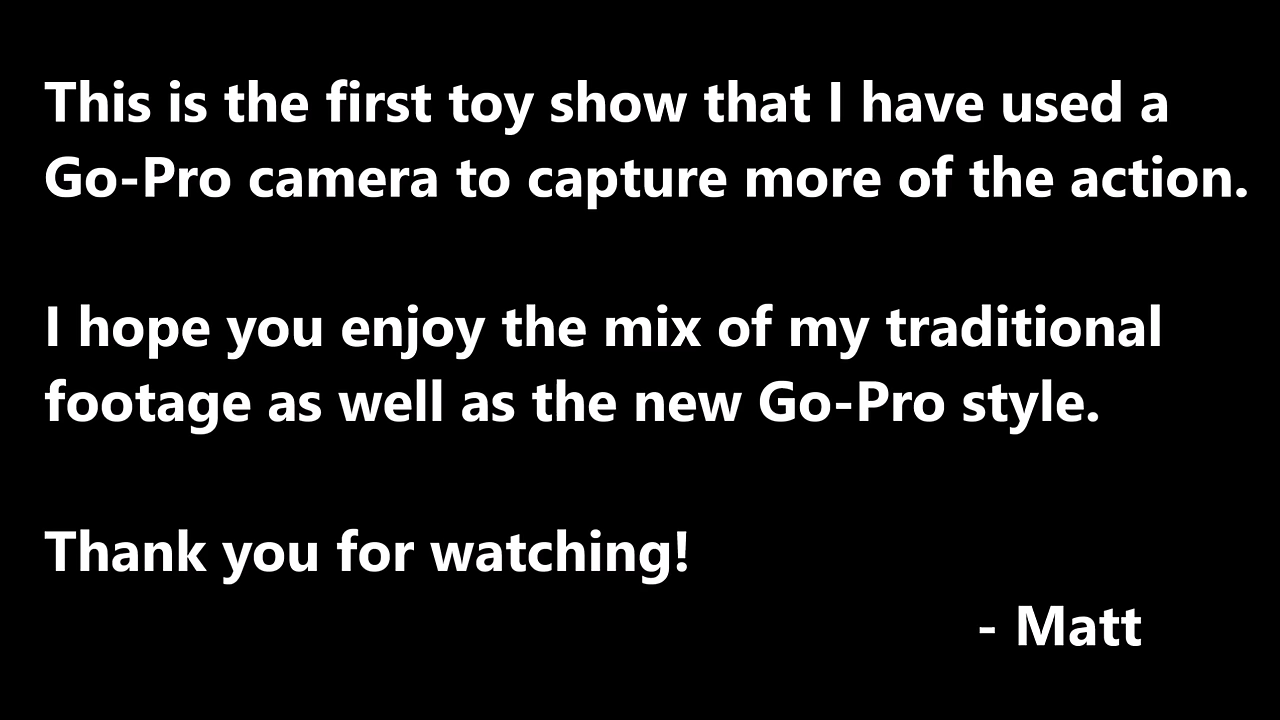 This is the first toy show that I have used a
Go-Pro camera to capture more of the action.
I hope you enjoy the mix of my traditional
footage as well as the new Go-Pro style.
Thank you for watching!
- Matt